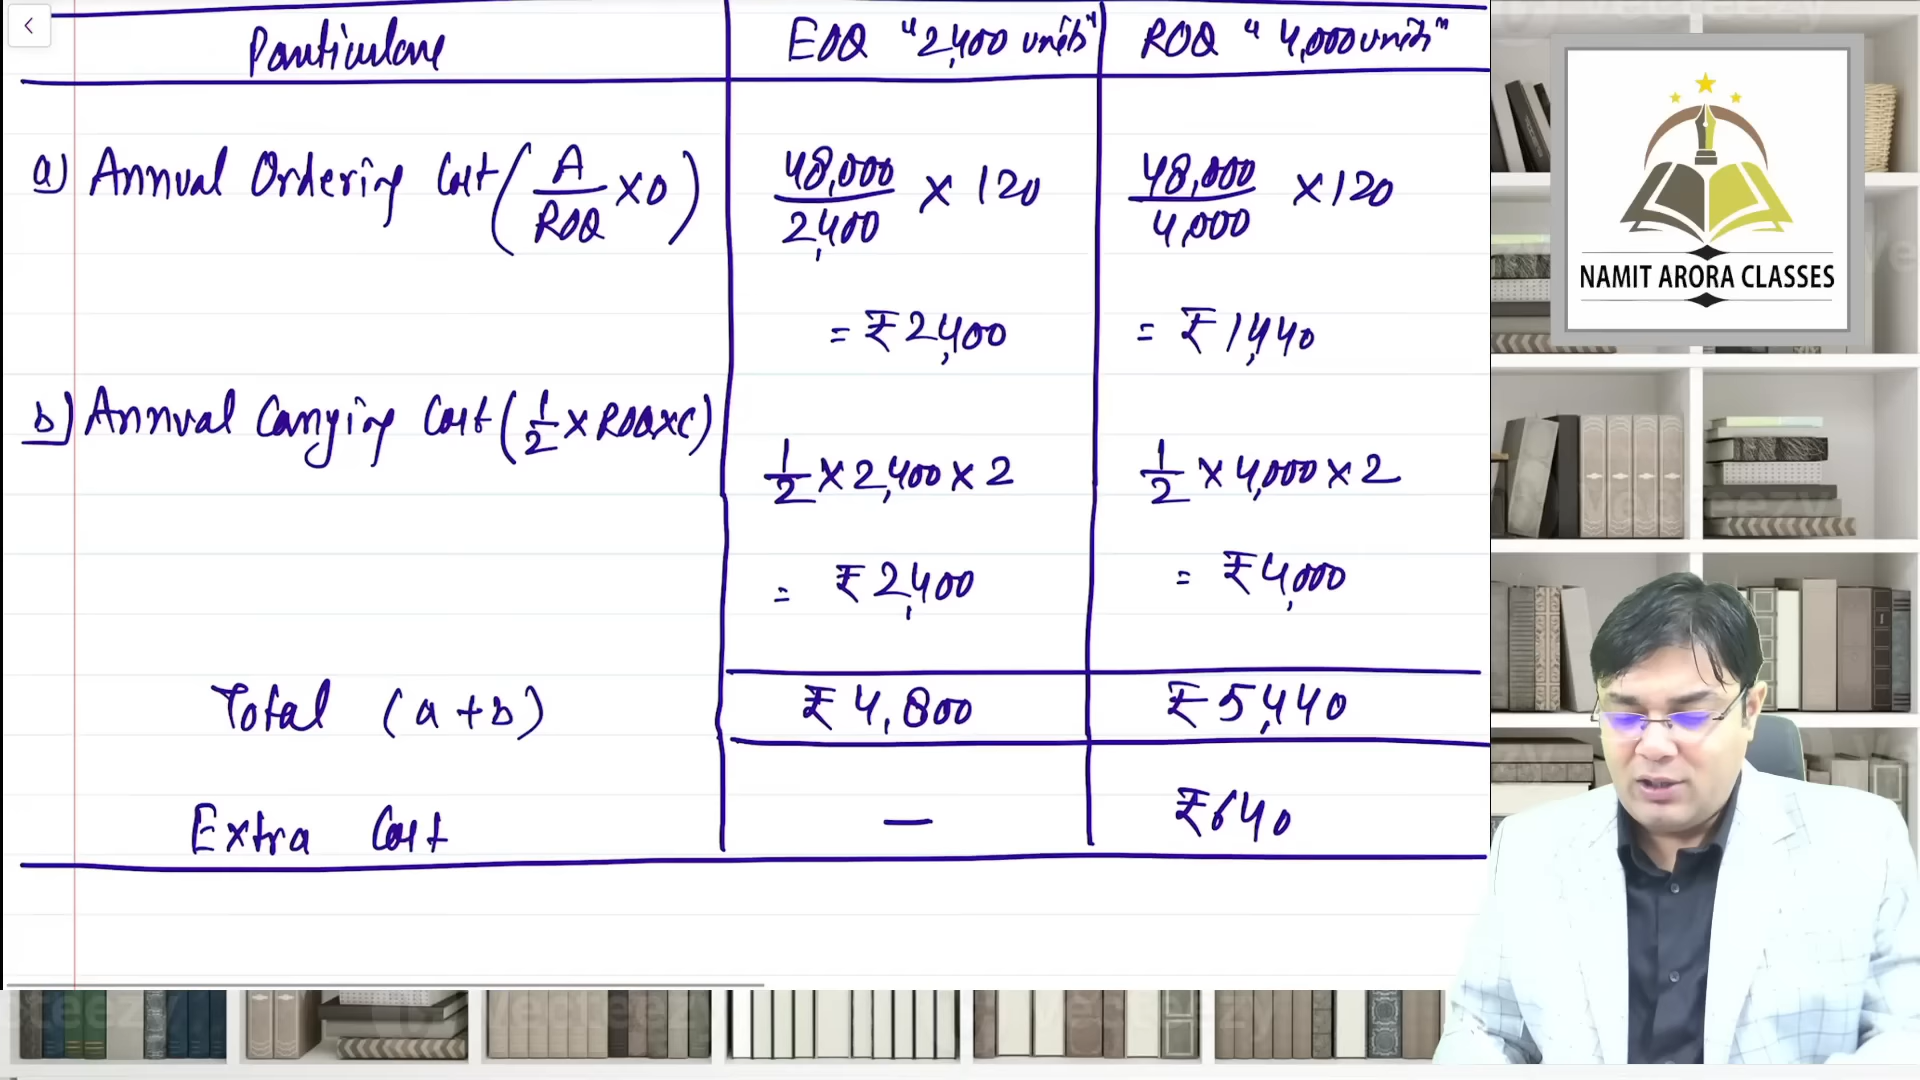 Particulars EOQ "2,400 units" ROQ "4,000 units"
a) Annual Ordering Cost (A/ROQ × O) 48,000/2,400 × 120 48,000/4,000 × 120
= ₹2,400 = ₹1,440
b) Annual Carrying Cost (1/2 × ROQ × C)
1/2 × 2,400 × 2 1/2 × 4,000 × 2
= ₹2,400 = ₹4,000
Total (a+b) ₹4,800 ₹5,440
Extra Cost — ₹640
NAMIT ARORA CLASSES